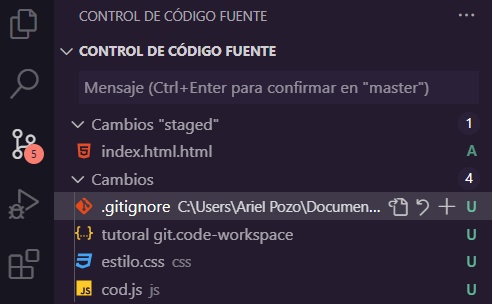 CONTROL DE CÓDIGO FUENTE ···
CONTROL DE CÓDIGO FUENTE
Mensaje (Ctrl+Enter para confirmar en "master")
Cambios "staged" 1
index.html.html A
5
Cambios 4
.gitignore C:\Users\Ariel Pozo\Documen... U
tutoral git.code-workspace U
estilo.css css U
cod.js js U